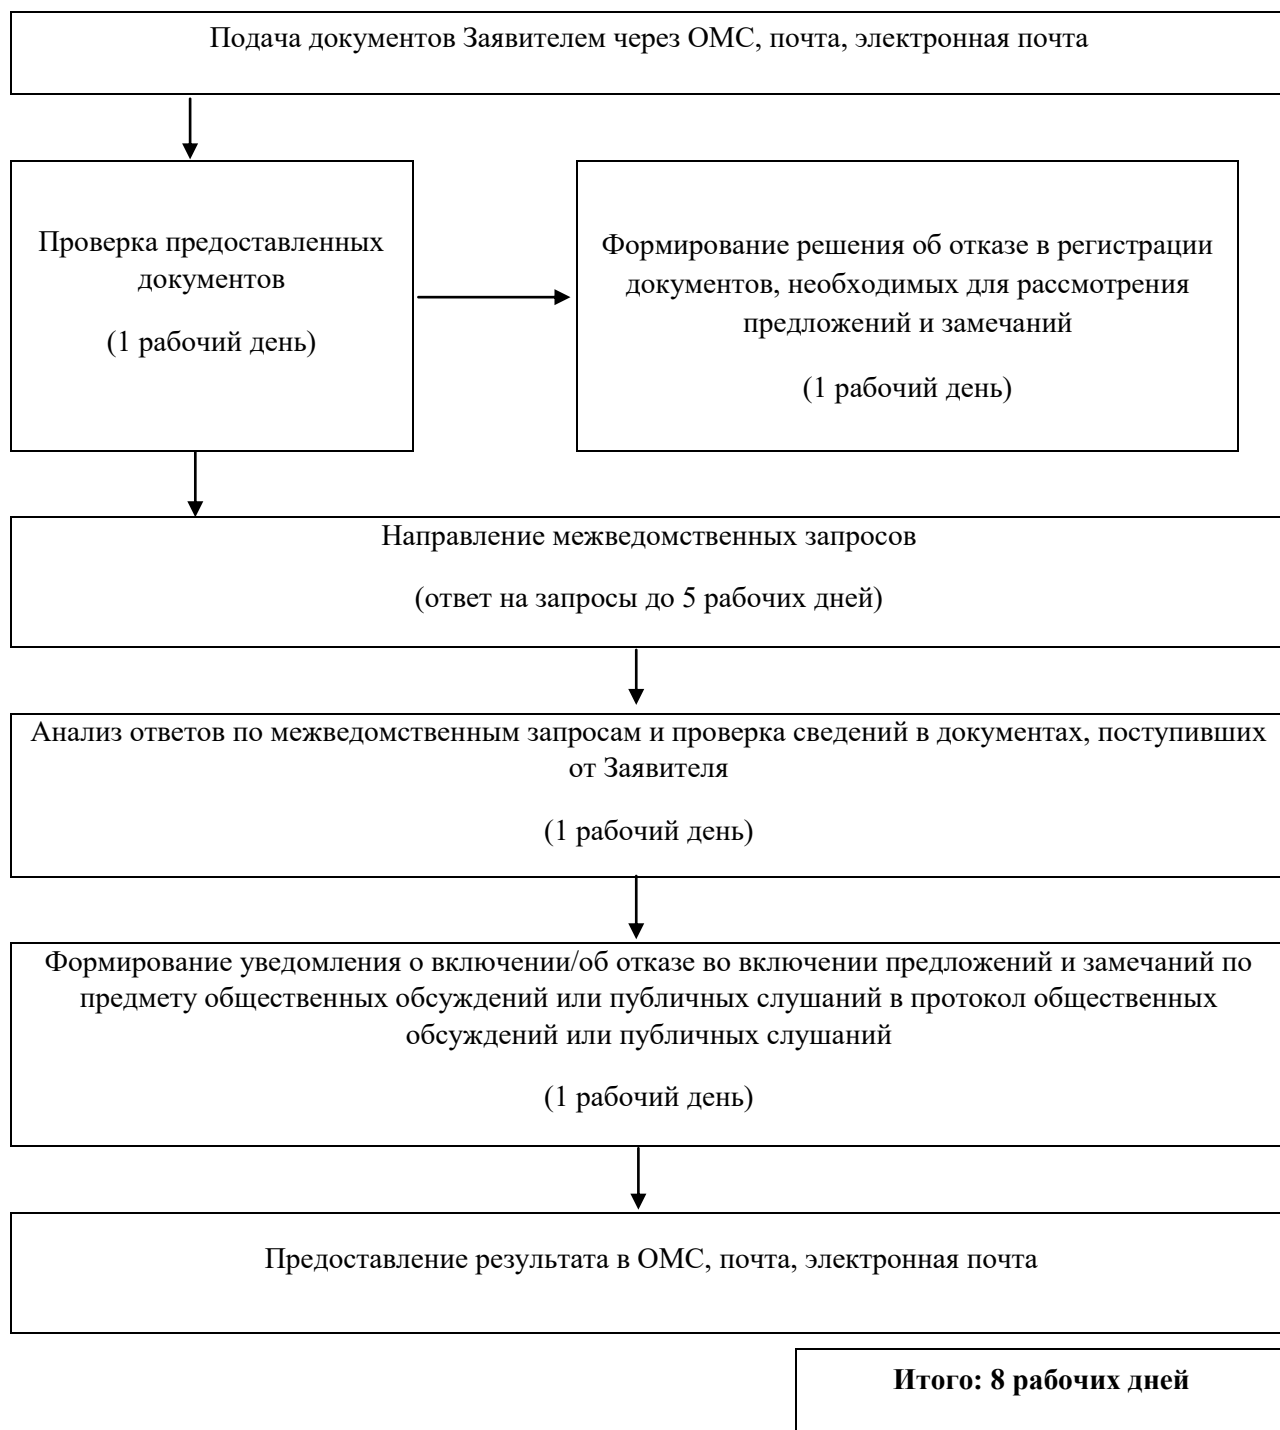 Подача документов Заявителем через ОМС, почта, электронная почта
Проверка предоставленных
документов
(1 рабочий день)
Формирование решения об отказе в регистрации
документов, необходимых для рассмотрения
предложений и замечаний
(1 рабочий день)
Направление межведомственных запросов
(ответ на запросы до 5 рабочих дней)
Анализ ответов по межведомственным запросам и проверка сведений в документах, поступивших
от Заявителя
(1 рабочий день)
Формирование уведомления о включении/об отказе во включении предложений и замечаний по
предмету общественных обсуждений или публичных слушаний в протокол общественных
обсуждений или публичных слушаний
(1 рабочий день)
Предоставление результата в ОМС, почта, электронная почта
Итого: 8 рабочих дней